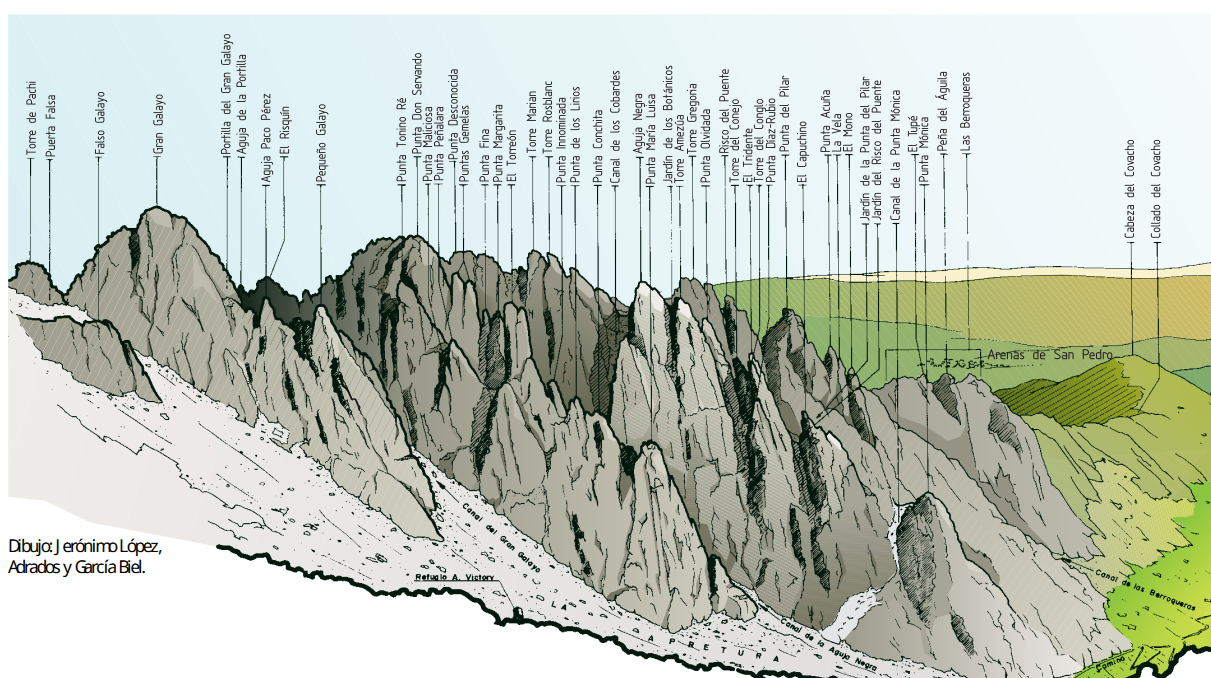 Torre de Pachi
Puerta Falsa
Falso Galayo
Gran Galayo
Portilla del Gran Galayo
Aguja de la Portilla
Aguja Paco Pérez
El Risquín
Pequeño Galayo
Punta Tonino Ré
Punta Don Servando
Punta Maliciosa
Punta Peñalara
Punta Desconocida
Puntas Gemelas
Punta Fina
Punta Margarita
El Torreón
Torre Marian
Torre Rosblanc
Punta Innominada
Punta de los Lirios
Punta Conchita
Canal de los Cobardes
Aguja Negra
Punta María Luisa
Jardín de los Botánicos
Torre Amezúa
Torre Gregoria
Punta Olvidada
Risco del Puente
Torre del Conejo
El Tridente
Torre del Conglo
Punta Díaz-Rubio
Punta del Pilar
El Capuchino
Punta Acuña
La Vela
El Mono
Jardín de la Punta del Pilar
Jardín del Risco del Puente
Canal de la Punta Mónica
El Tupé
Punta Mónica
Peña del Águila
Las Berroqueras
Cabeza del Covacho
Collado del Covacho
Arenas de San Pedro
Canal del Gran Galayo
Dibujo: Jerónimo López,
Adrados y García Biel.
Refugio A. Victory
LA APRETURA
Canal de la Aguja Negra
Canal de las Berroqueras
Camino